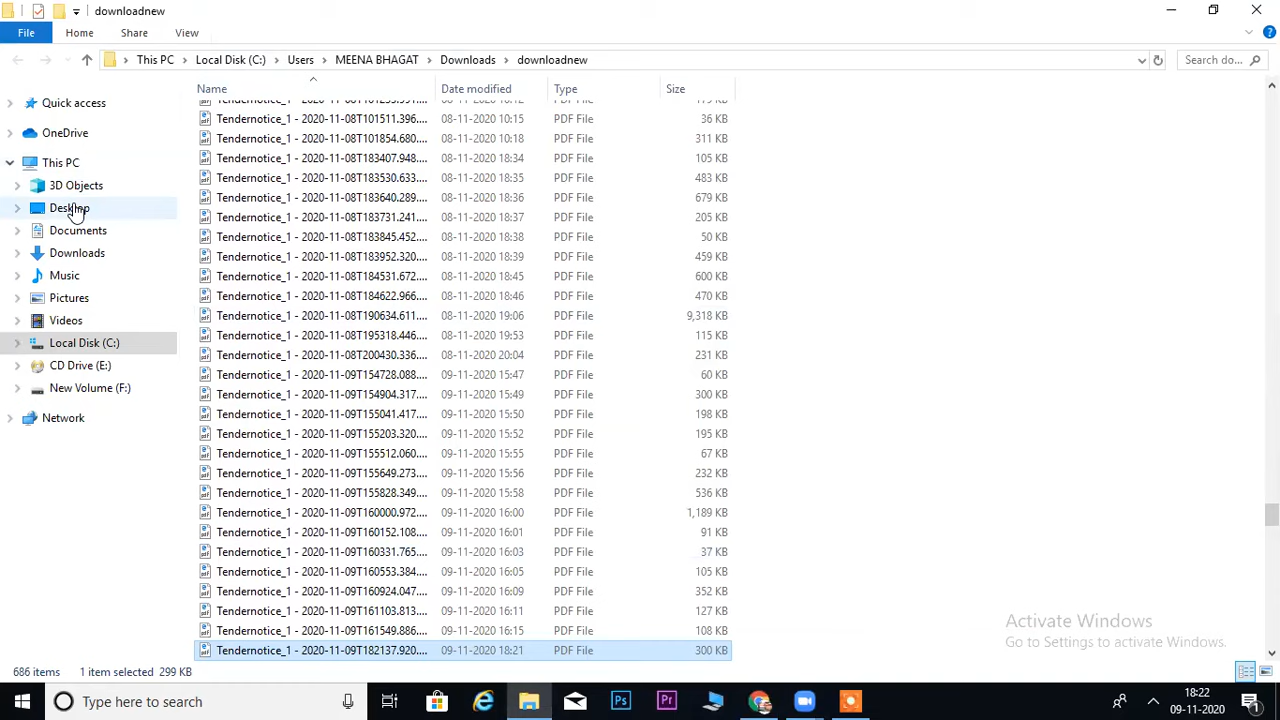 downloadnew
File Home Share View
This PC Local Disk (C:) Users MEENA BHAGAT Downloads downloadnew Search do...
Name Date modified Type Size
Quick access
OneDrive
This PC
3D Objects
Desktop
Documents
Downloads
Music
Pictures
Videos
Local Disk (C:)
CD Drive (E:)
New Volume (F:)
Network
Tendernotice_1 - 2020-11-08T101511.396.... 08-11-2020 10:15 PDF File 36 KB
Tendernotice_1 - 2020-11-08T101854.680.... 08-11-2020 10:18 PDF File 311 KB
Tendernotice_1 - 2020-11-08T183407.948.... 08-11-2020 18:34 PDF File 105 KB
Tendernotice_1 - 2020-11-08T183530.633.... 08-11-2020 18:35 PDF File 483 KB
Tendernotice_1 - 2020-11-08T183640.289.... 08-11-2020 18:36 PDF File 679 KB
Tendernotice_1 - 2020-11-08T183731.241.... 08-11-2020 18:37 PDF File 205 KB
Tendernotice_1 - 2020-11-08T183845.452.... 08-11-2020 18:38 PDF File 50 KB
Tendernotice_1 - 2020-11-08T183952.320.... 08-11-2020 18:39 PDF File 459 KB
Tendernotice_1 - 2020-11-08T184531.672.... 08-11-2020 18:45 PDF File 600 KB
Tendernotice_1 - 2020-11-08T184622.966.... 08-11-2020 18:46 PDF File 470 KB
Tendernotice_1 - 2020-11-08T190634.611.... 08-11-2020 19:06 PDF File 9,318 KB
Tendernotice_1 - 2020-11-08T195318.446.... 08-11-2020 19:53 PDF File 115 KB
Tendernotice_1 - 2020-11-08T200430.336.... 08-11-2020 20:04 PDF File 231 KB
Tendernotice_1 - 2020-11-09T154728.088.... 09-11-2020 15:47 PDF File 60 KB
Tendernotice_1 - 2020-11-09T154904.317.... 09-11-2020 15:49 PDF File 300 KB
Tendernotice_1 - 2020-11-09T155041.417.... 09-11-2020 15:50 PDF File 198 KB
Tendernotice_1 - 2020-11-09T155203.320.... 09-11-2020 15:52 PDF File 195 KB
Tendernotice_1 - 2020-11-09T155512.060.... 09-11-2020 15:55 PDF File 67 KB
Tendernotice_1 - 2020-11-09T155649.273.... 09-11-2020 15:56 PDF File 232 KB
Tendernotice_1 - 2020-11-09T155828.349.... 09-11-2020 15:58 PDF File 536 KB
Tendernotice_1 - 2020-11-09T160000.972.... 09-11-2020 16:00 PDF File 1,189 KB
Tendernotice_1 - 2020-11-09T160152.108.... 09-11-2020 16:01 PDF File 91 KB
Tendernotice_1 - 2020-11-09T160331.765.... 09-11-2020 16:03 PDF File 37 KB
Tendernotice_1 - 2020-11-09T160553.384.... 09-11-2020 16:05 PDF File 105 KB
Tendernotice_1 - 2020-11-09T160924.047.... 09-11-2020 16:09 PDF File 352 KB
Tendernotice_1 - 2020-11-09T161103.813.... 09-11-2020 16:11 PDF File 127 KB
Tendernotice_1 - 2020-11-09T161549.886.... 09-11-2020 16:15 PDF File 108 KB
Tendernotice_1 - 2020-11-09T182137.920.... 09-11-2020 18:21 PDF File 300 KB
Activate Windows
Go to Settings to activate Windows.
686 items 1 item selected 299 KB
Type here to search
Ps
Pr
18:22
09-11-2020
1